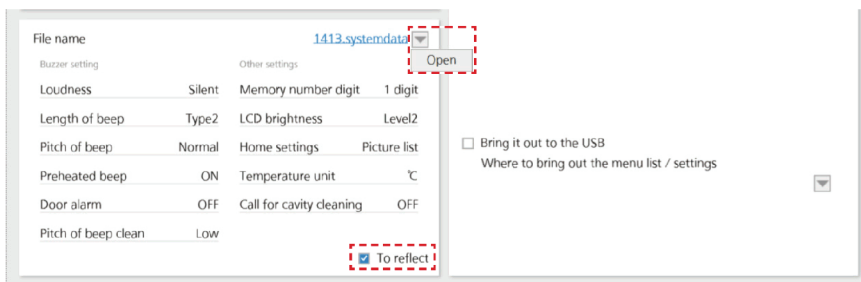 File name 1413.systemdata
Open
Buzzer setting Other settings
Loudness Silent Memory number digit 1 digit
Length of beep Type2 LCD brightness Level2
Pitch of beep Normal Home settings Picture list
Preheated beep ON Temperature unit ℃
Door alarm OFF Call for cavity cleaning OFF
Pitch of beep clean Low
To reflect
Bring it out to the USB
Where to bring out the menu list / settings